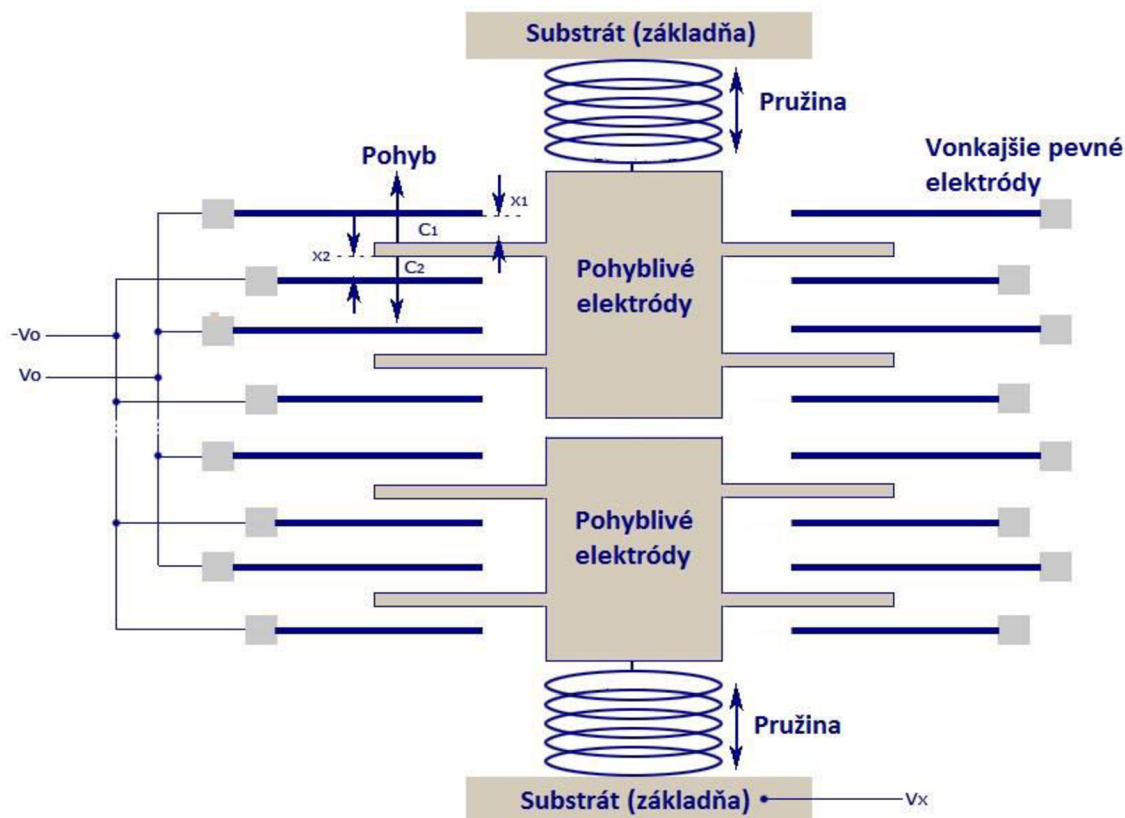 Substrát (základňa)
Pružina
Vonkajšie pevné
elektródy
Pohyb
x1
C1
x2
C2
Pohyblivé
elektródy
-Vo
Vo
Pohyblivé
elektródy
Pružina
Substrát (základňa)
Vx